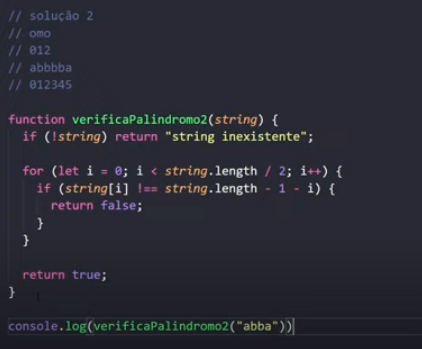 // solução 2
// omo
// 012
// abbbba
// 012345
function verificaPalindromo2(string) {
if (!string) return "string inexistente";
for (let i = 0; i < string.length / 2; i++) {
if (string[i] !== string.length - 1 - i) {
return false;
}
}
return true;
}
console.log(verificaPalindromo2("abba"))